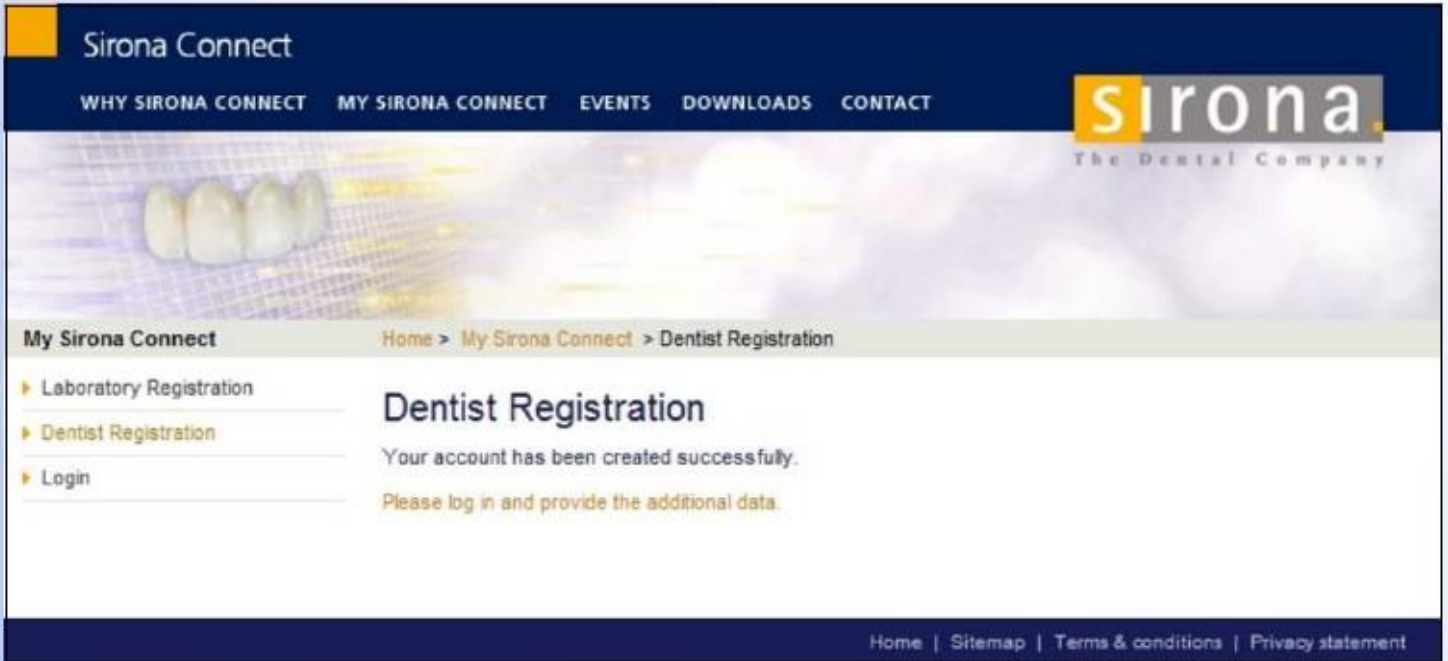 Sirona Connect
WHY SIRONA CONNECT MY SIRONA CONNECT EVENTS DOWNLOADS CONTACT
sirona.
The Dental Company
My Sirona Connect
Home > My Sirona Connect > Dentist Registration
Laboratory Registration
Dentist Registration
Login
Dentist Registration
Your account has been created successfully.
Please log in and provide the additional data.
Home | Sitemap | Terms & conditions | Privacy statement